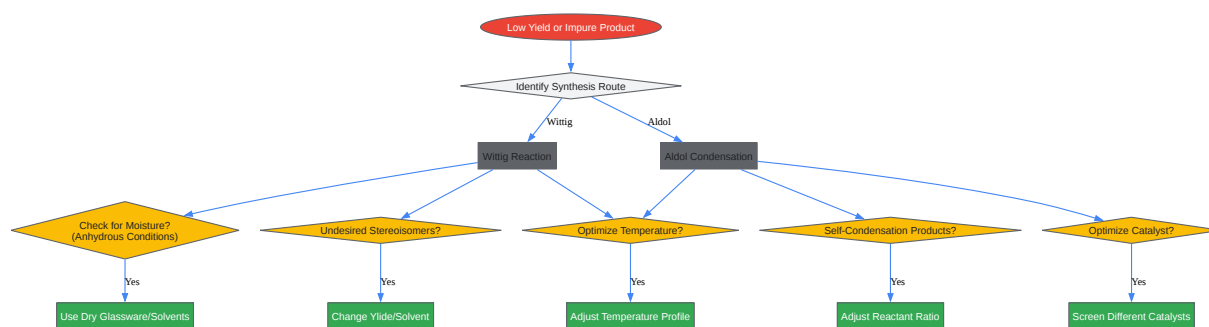 Low Yield or Impure Product
Identify Synthesis Route
Wittig
Aldol
Wittig Reaction
Aldol Condensation
Check for Moisture?
(Anhydrous Conditions)
Undesired Stereoisomers?
Optimize Temperature?
Self-Condensation Products?
Optimize Catalyst?
Yes
Yes
Yes
Yes
Yes
Use Dry Glassware/Solvents
Change Ylide/Solvent
Adjust Temperature Profile
Adjust Reactant Ratio
Screen Different Catalysts